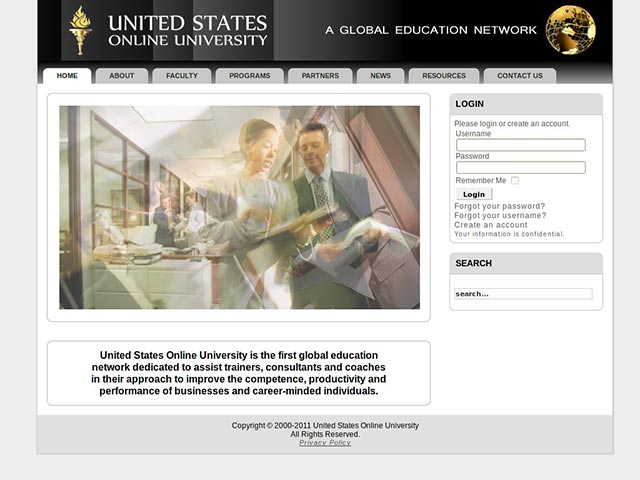 UNITED STATES
ONLINE UNIVERSITY
A GLOBAL EDUCATION NETWORK
HOME
ABOUT
FACULTY
PROGRAMS
PARTNERS
NEWS
RESOURCES
CONTACT US
LOGIN
Please login or create an account.
Username
Password
Remember Me
Login
Forgot your password?
Forgot your username?
Create an account
Your information is confidential.
SEARCH
search...
United States Online University is the first global education
network dedicated to assist trainers, consultants and coaches
in their approach to improve the competence, productivity and
performance of businesses and career-minded individuals.
Copyright © 2000-2011 United States Online University
All Rights Reserved.
Privacy Policy